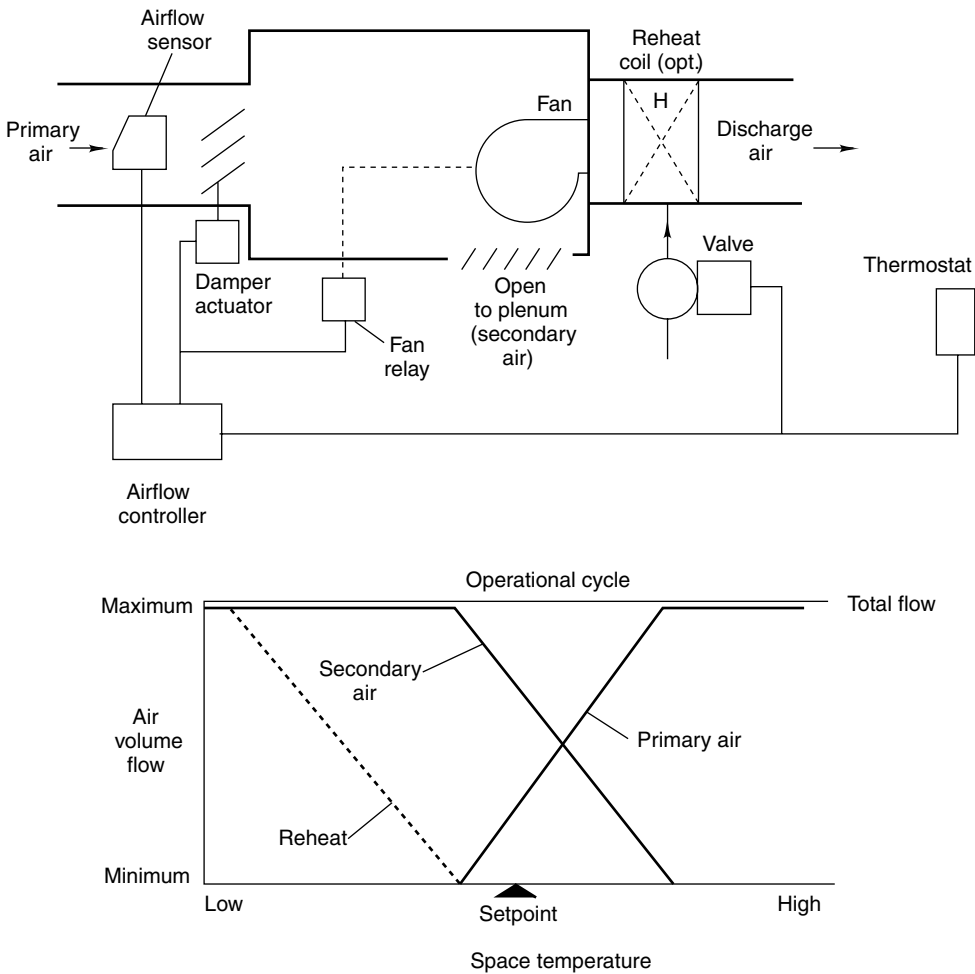 Airflow
sensor
Reheat
coil (opt.)
H
Fan
Primary
air
Discharge
air
Valve
Thermostat
Damper
actuator
Open
to plenum
(secondary
air)
Fan
relay
Airflow
controller
Operational cycle
Maximum
Total flow
Secondary
air
Air
volume
flow
Primary air
Reheat
Minimum
Low
Setpoint
High
Space temperature